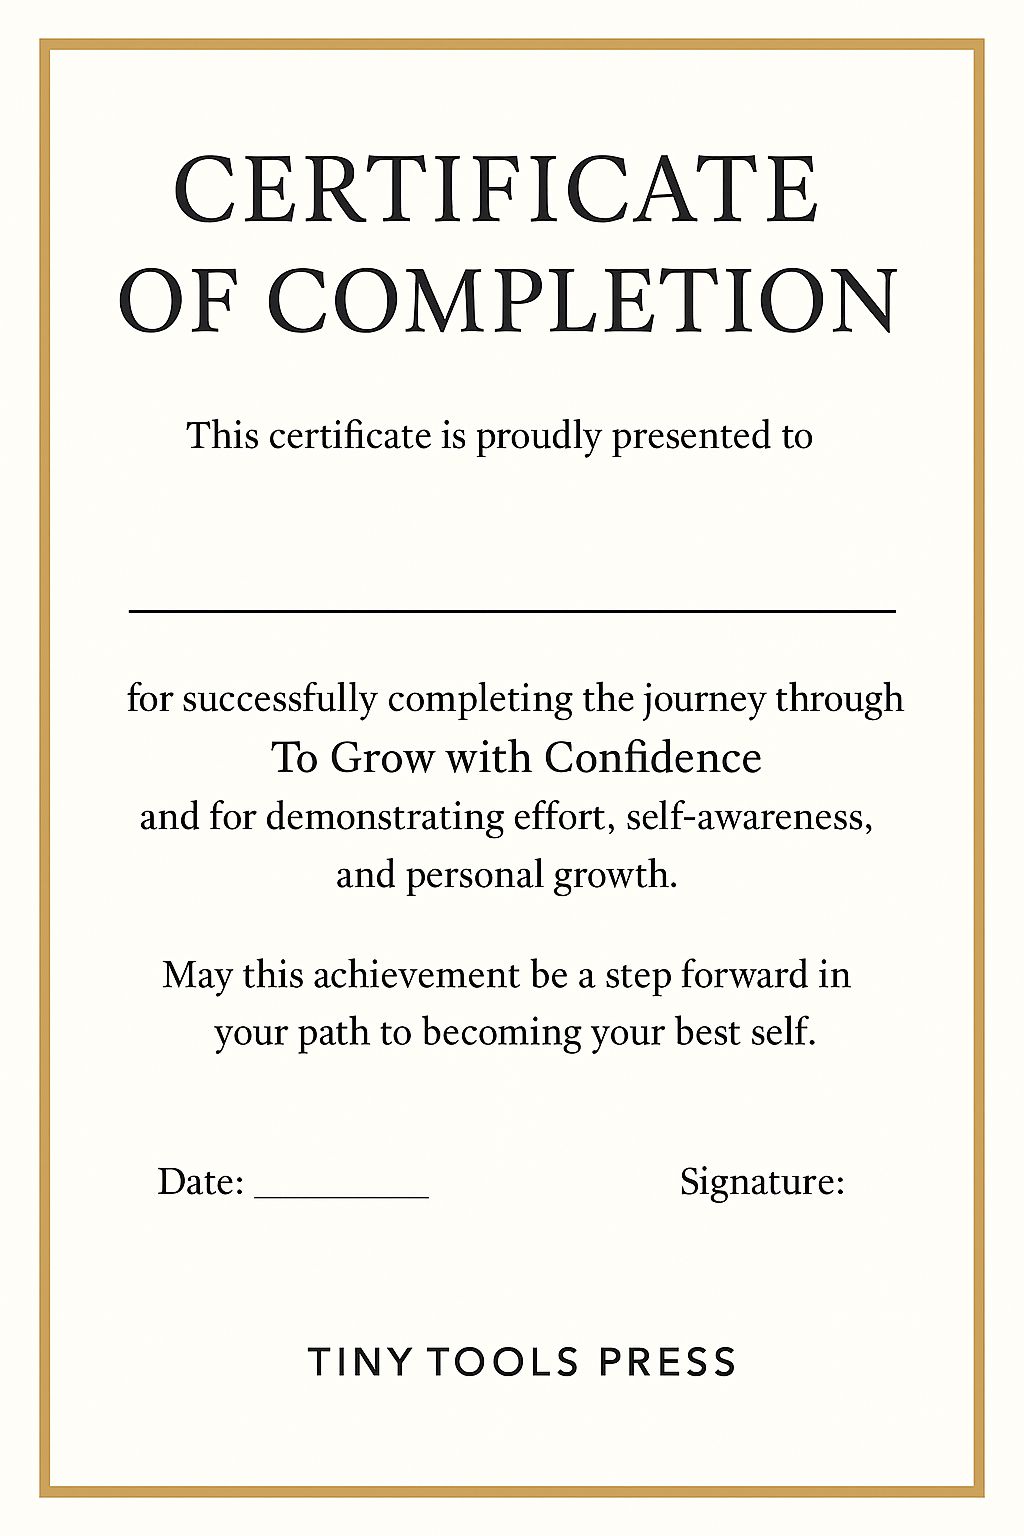 CERTIFICATE
OF COMPLETION
This certificate is proudly presented to
for successfully completing the journey through
To Grow with Confidence
and for demonstrating effort, self-awareness,
and personal growth.
May this achievement be a step forward in
your path to becoming your best self.
Date: _________ Signature:
TINY TOOLS PRESS